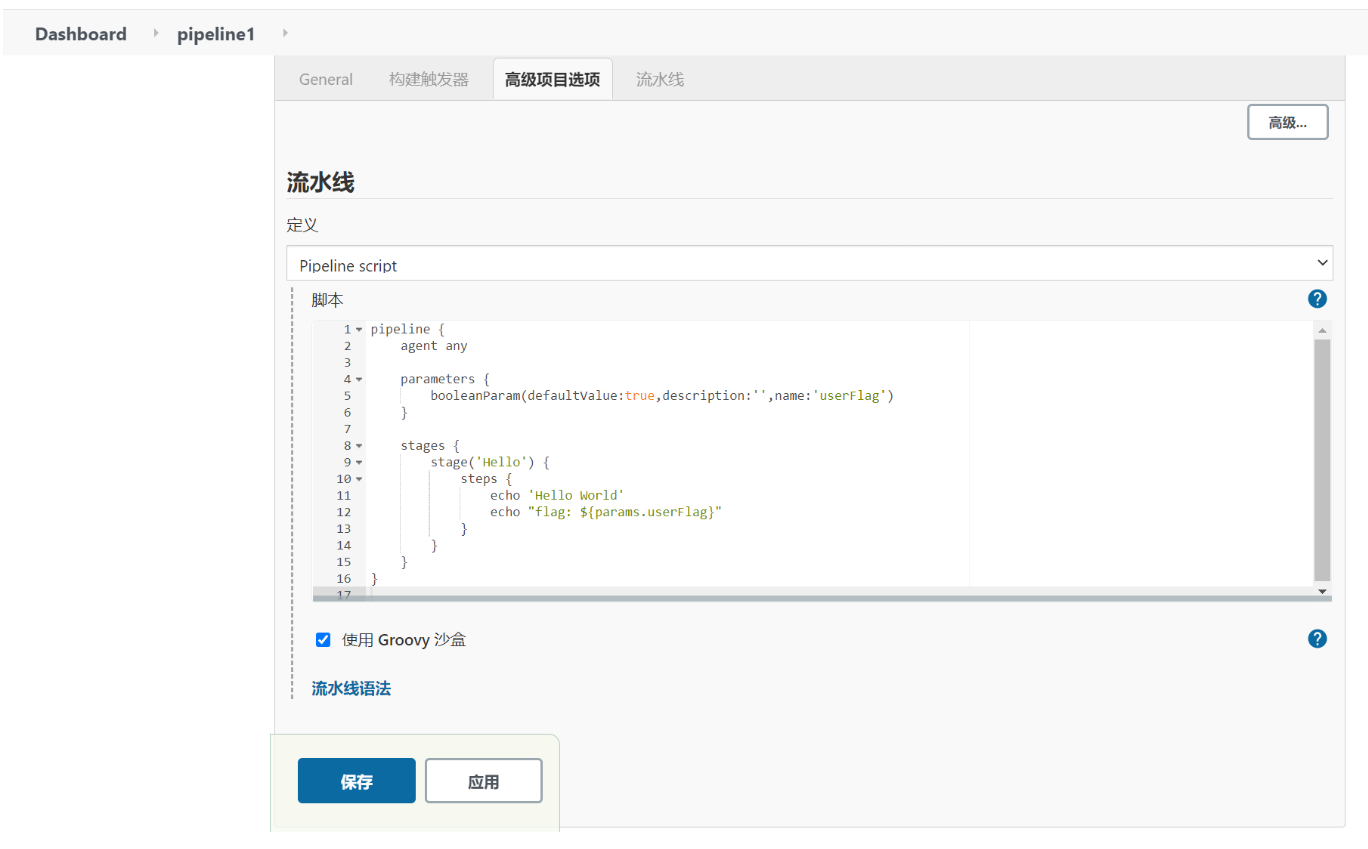 Dashboard pipeline1
General 构建触发器 高级项目选项 流水线
高级...
流水线
定义
Pipeline script
脚本
?
1 pipeline {
2     agent any
3
4     parameters {
5         booleanParam(defaultValue:true,description:'',name:'userFlag')
6     }
7
8     stages {
9         stage('Hello') {
10             steps {
11                 echo 'Hello World'
12                 echo "flag: ${params.userFlag}"
13             }
14         }
15     }
16 }
17
使用 Groovy 沙盒
?
流水线语法
保存 应用